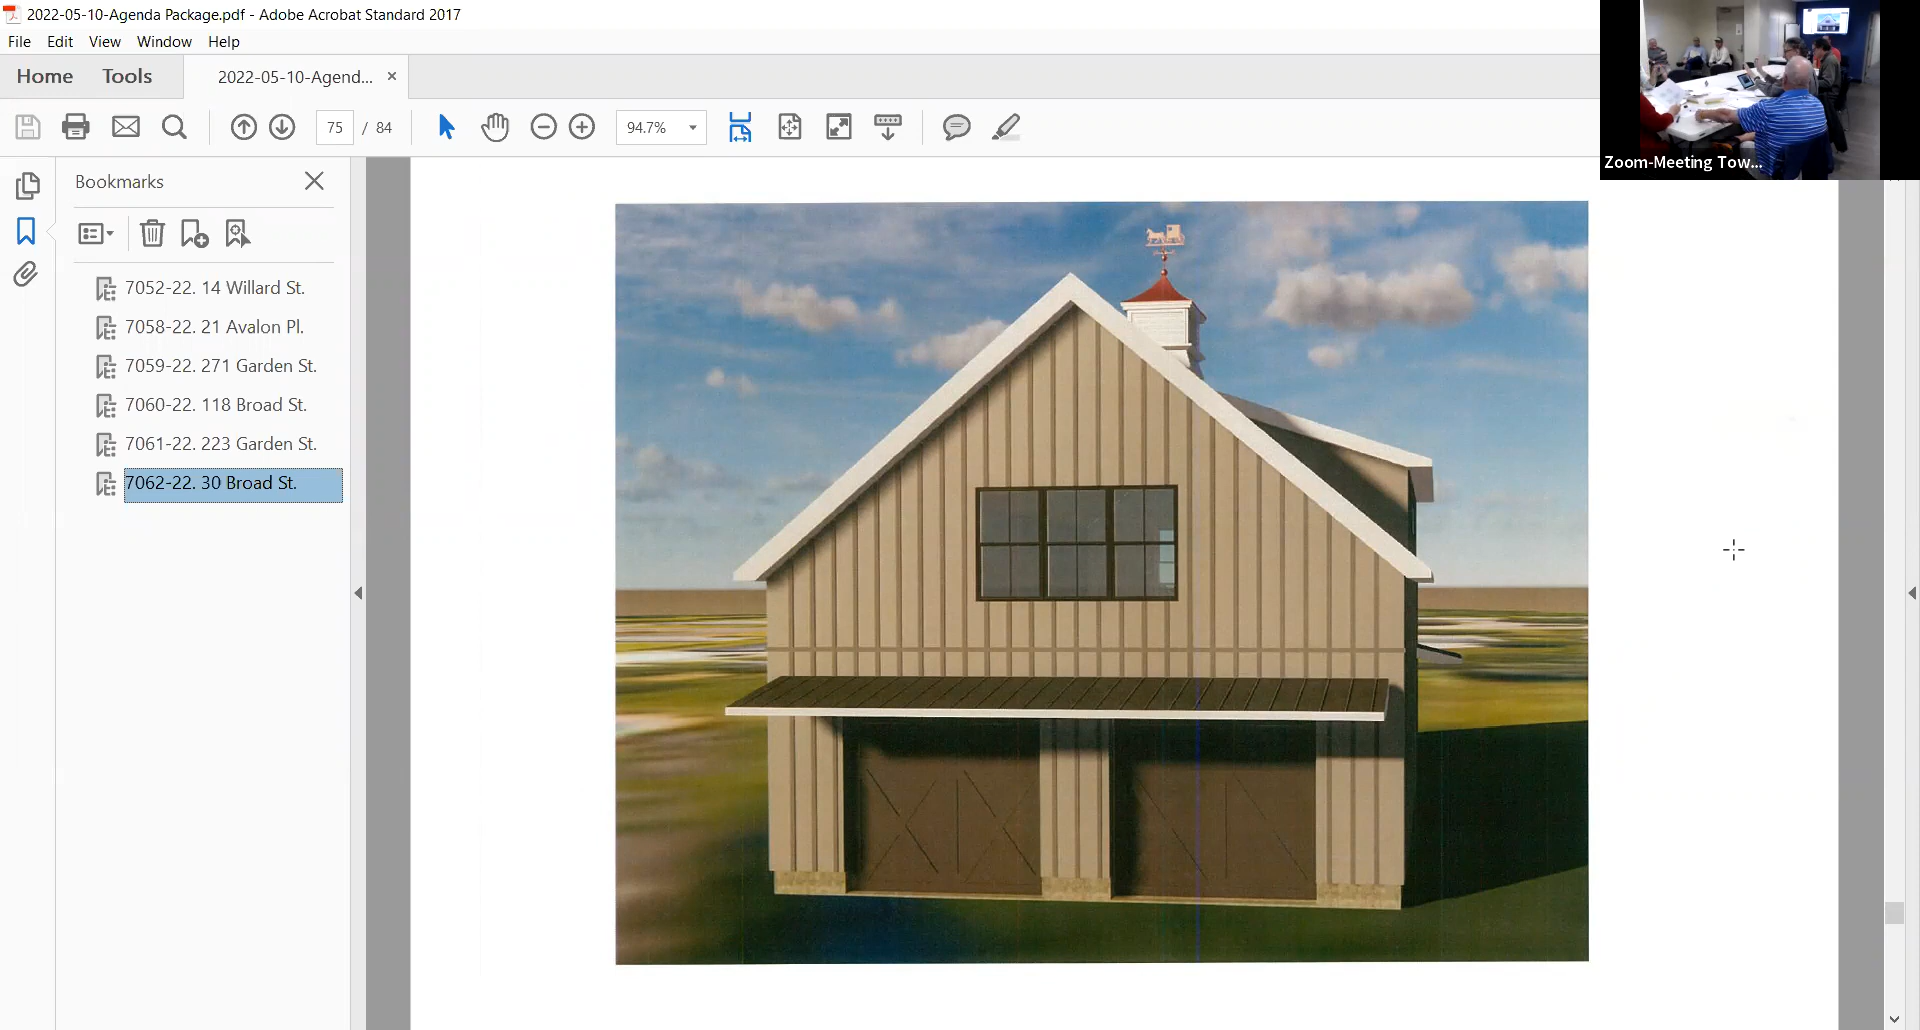 2022-05-10-Agenda Package.pdf - Adobe Acrobat Standard 2017
File Edit View Window Help
Home Tools 2022-05-10-Agend... ×
75 / 84 94.7%
Zoom-Meeting Tow...
Bookmarks
7052-22. 14 Willard St.
7058-22. 21 Avalon Pl.
7059-22. 271 Garden St.
7060-22. 118 Broad St.
7061-22. 223 Garden St.
7062-22. 30 Broad St.